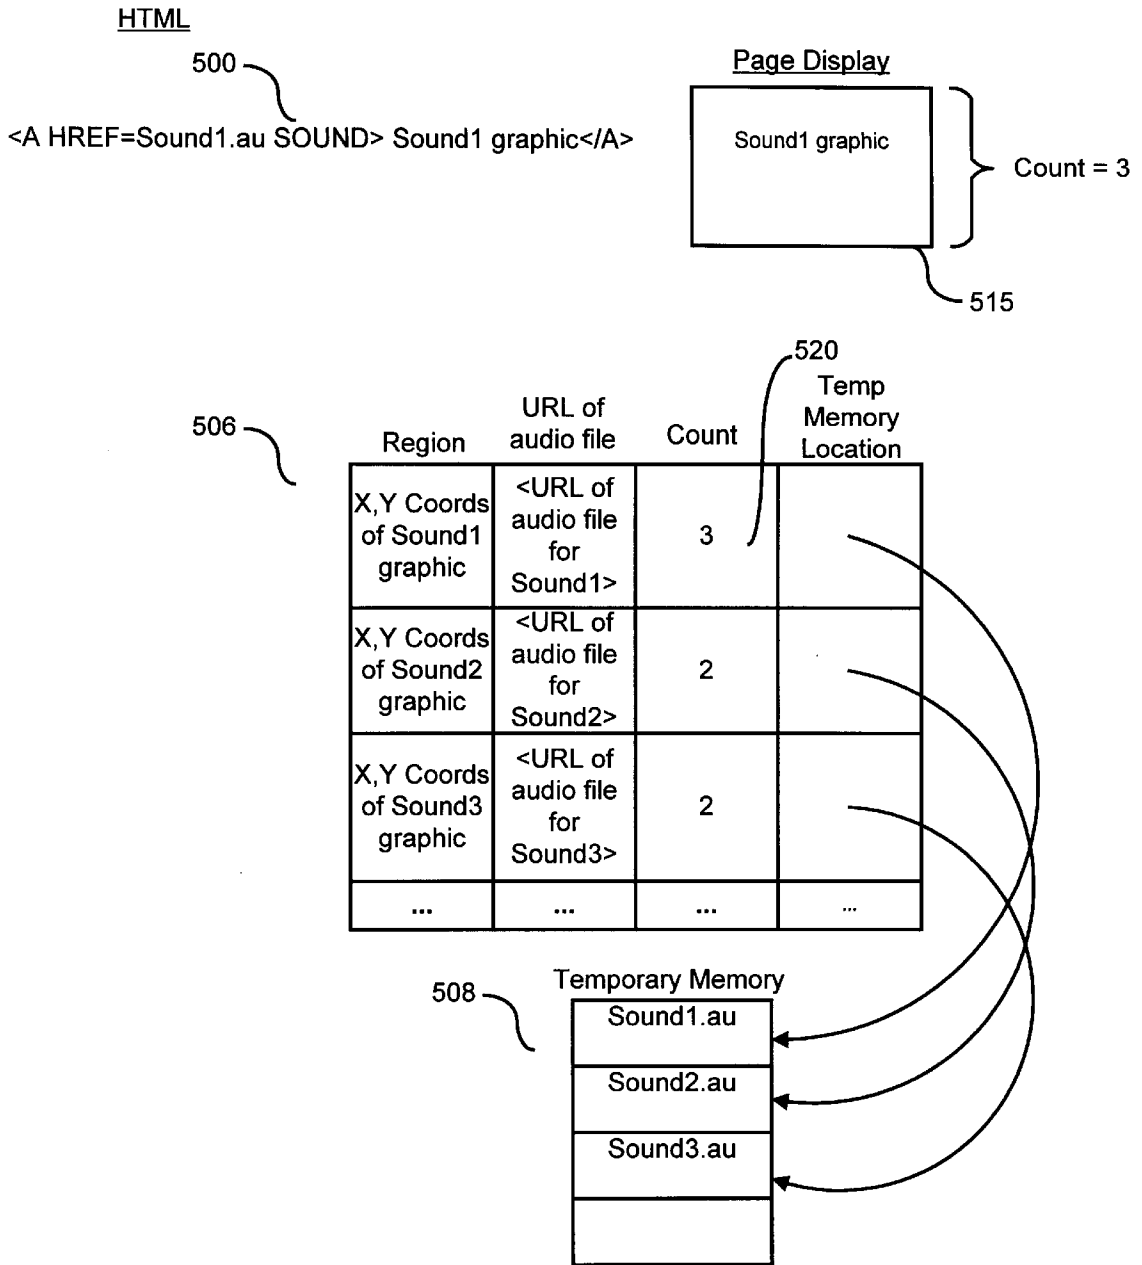 HTML
500
<A HREF=Sound1.au SOUND> Sound1 graphic</A>
Page Display
Sound1 graphic
Count = 3
515
520
506
Region
URL of
audio file
Count
Temp
Memory
Location
X,Y Coords
of Sound1
graphic
<URL of
audio file
for
Sound1>
3
X,Y Coords
of Sound2
graphic
<URL of
audio file
for
Sound2>
2
X,Y Coords
of Sound3
graphic
<URL of
audio file
for
Sound3>
2
...
...
...
...
508
Temporary Memory
Sound1.au
Sound2.au
Sound3.au